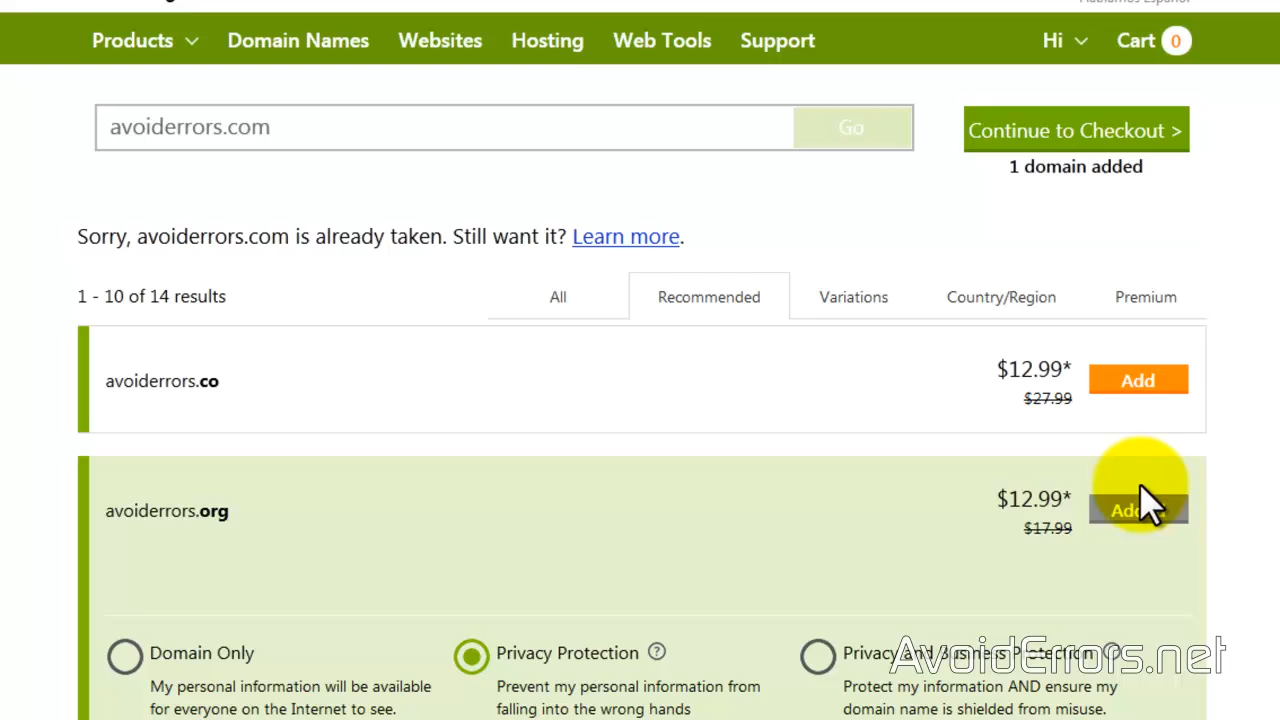 Products Domain Names Websites Hosting Web Tools Support Hi Cart 0
avoiderrors.com Go Continue to Checkout >
1 domain added
Sorry, avoiderrors.com is already taken. Still want it? Learn more.
1 - 10 of 14 results All Recommended Variations Country/Region Premium
avoiderrors.co $12.99* Add
$27.99
avoiderrors.org $12.99*
$17.99
Domain Only Privacy Protection ? Privacy and Business Protection ?
AvoidErrors.net
My personal information will be available Prevent my personal information from Protect my information AND ensure my
for everyone on the Internet to see. falling into the wrong hands domain name is shielded from misuse.